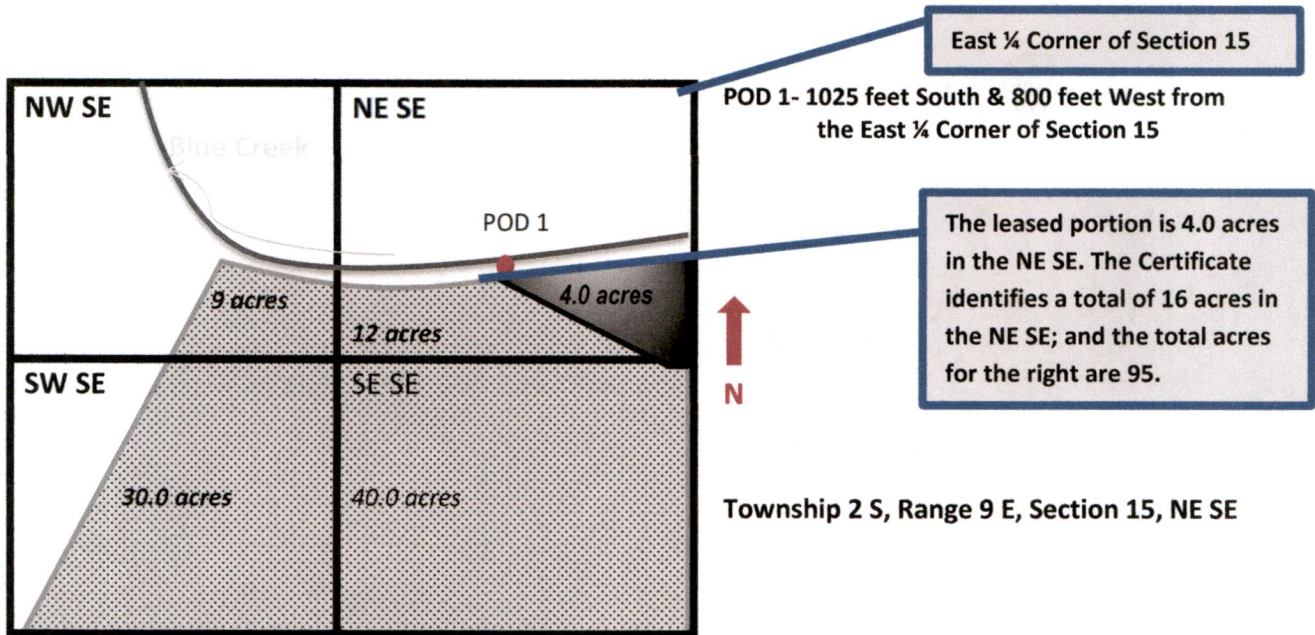 East ¼ Corner of Section 15
POD 1- 1025 feet South & 800 feet West from
the East ¼ Corner of Section 15
NW SE
NE SE
Blue Creek
POD 1
9 acres
12 acres
4.0 acres
The leased portion is 4.0 acres
in the NE SE. The Certificate
identifies a total of 16 acres in
the NE SE; and the total acres
for the right are 95.
SW SE
SE SE
N
30.0 acres
40.0 acres
Township 2 S, Range 9 E, Section 15, NE SE